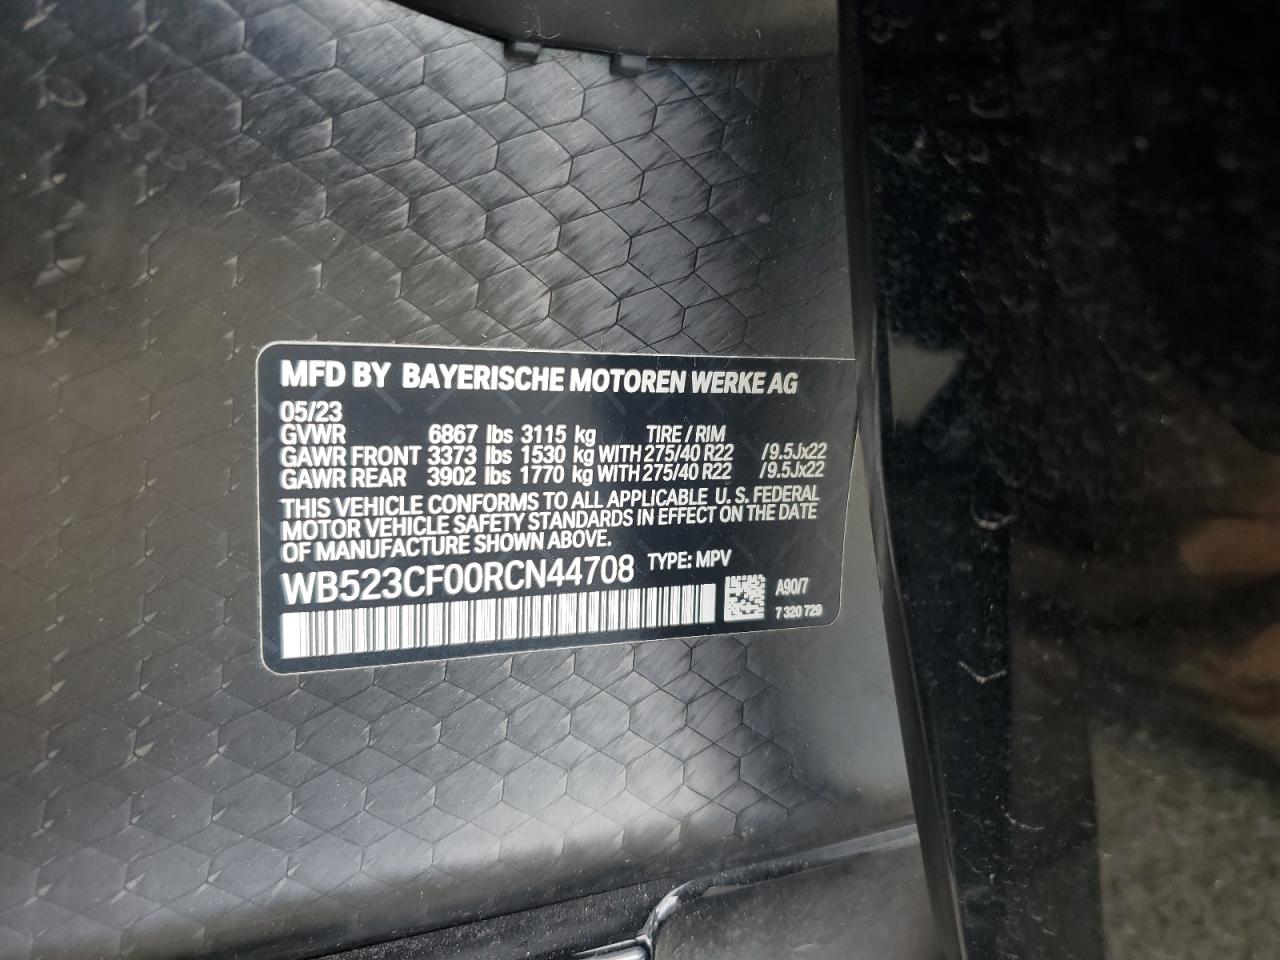 MFD BY BAYERISCHE MOTOREN WERKE AG
05/23
GVWR 6867 lbs 3115 kg TIRE / RIM
GAWR FRONT 3373 lbs 1530 kg WITH 275/40 R22 /9.5Jx22
GAWR REAR 3902 lbs 1770 kg WITH 275/40 R22 /9.5Jx22
THIS VEHICLE CONFORMS TO ALL APPLICABLE U. S. FEDERAL
MOTOR VEHICLE SAFETY STANDARDS IN EFFECT ON THE DATE
OF MANUFACTURE SHOWN ABOVE.
WB523CF00RCN44708 TYPE: MPV
A90/7
7 320 729